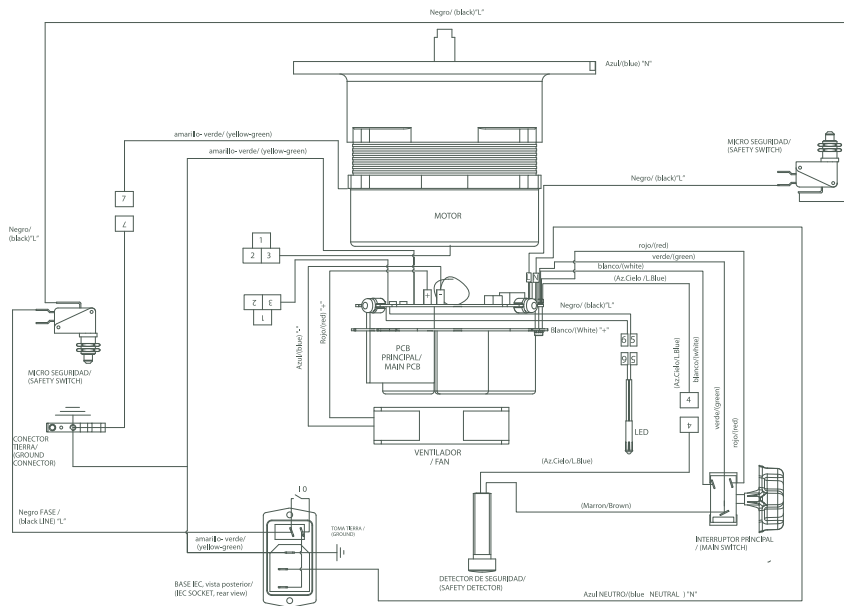 Negro/ (black)"L"
Azul/(blue) "N"
amarillo- verde/ (yellow-green)
amarillo- verde/ (yellow-green)
MICRO SEGURIDAD/
(SAFETY SWITCH)
Negro/ (black)"L"
7
7
MOTOR
Negro/
(black)"L"
1
2 3
rojo/(red)
verde/(green)
blanco/(white)
(Az.Cielo /L.Blue)
L N
+ -
2 3
1
Negro/ (black)"L"
Blanco/(White) "+"
Azul/(blue) "-"
Rojo/(red) "+"
PCB
PRINCIPAL/
MAIN PCB
6 5
6 5
(Az.Cielo/L.Blue)
blanco/(white)
verde/(green)
rojo/(red)
4
4
MICRO SEGURIDAD/
(SAFETY SWITCH)
LED
CONECTOR
TIERRA/
(GROUND
CONNECTOR)
VENTILADOR
/ FAN
(Az.Cielo/L.Blue)
I 0
Negro FASE /
(black LINE) "L"
(Marron/Brown)
TOMA TIERRA /
(GROUND)
amarillo- verde/
(yellow-green)
INTERRUPTOR PRINCIPAL
/ (MAIN SWITCH)
BASE IEC, vista posterior/
(IEC SOCKET, rear view)
DETECTOR DE SEGURIDAD/
(SAFETY DETECTOR)
Azul NEUTRO/(blue NEUTRAL ) "N"